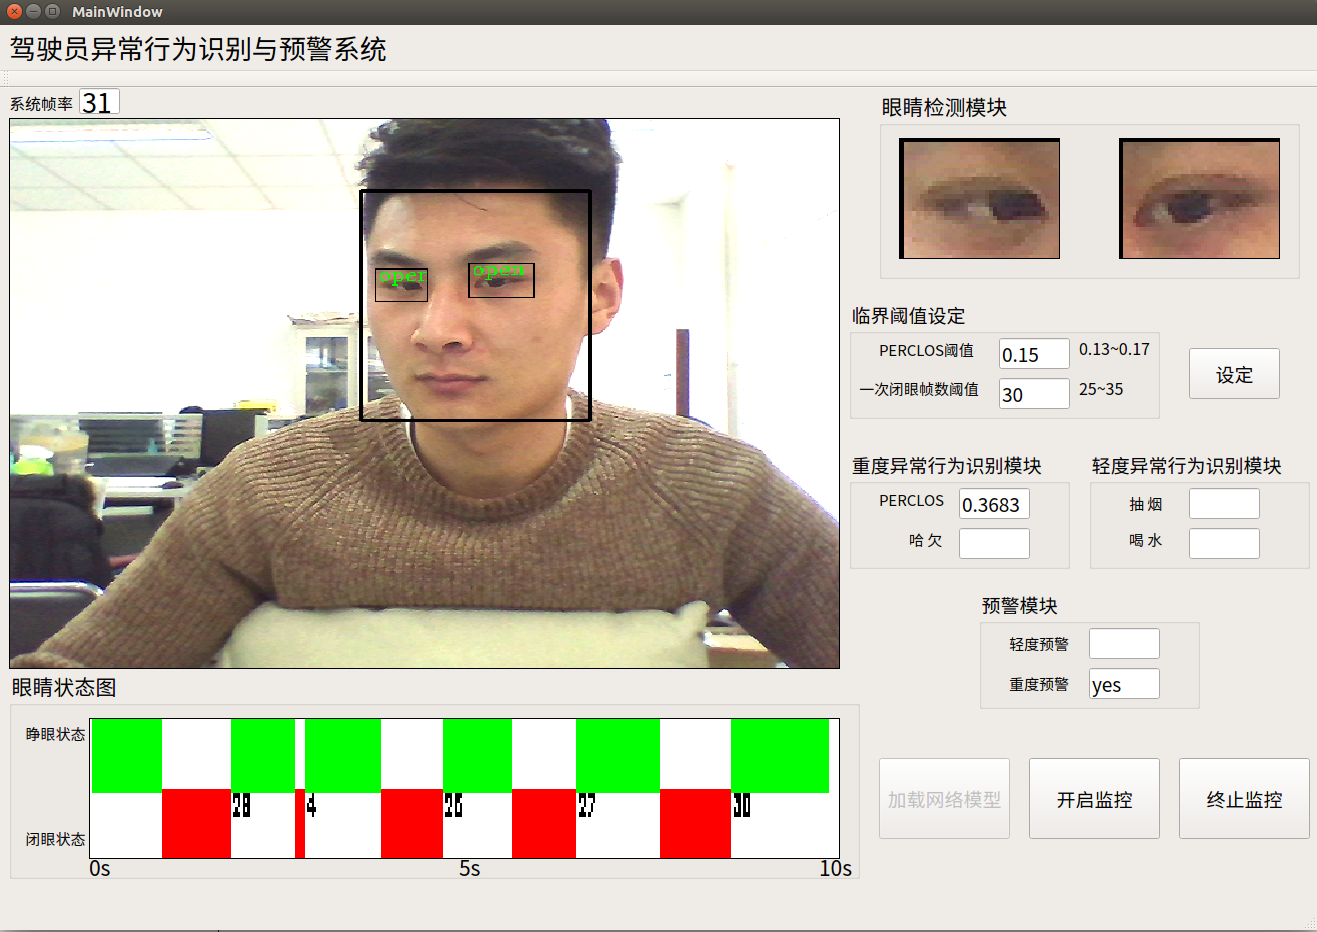 MainWindow
驾驶员异常行为识别与预警系统
系统帧率 31
open
open
眼睛状态图
睁眼状态
闭眼状态
28 4 26 27 30
0s 5s 10s
眼睛检测模块
临界阈值设定
PERCLOS阈值 0.15 0.13~0.17
一次闭眼帧数阈值 30 25~35
设定
重度异常行为识别模块
PERCLOS 0.3683
哈 欠
轻度异常行为识别模块
抽 烟
喝 水
预警模块
轻度预警
重度预警 yes
加载网络模型 开启监控 终止监控